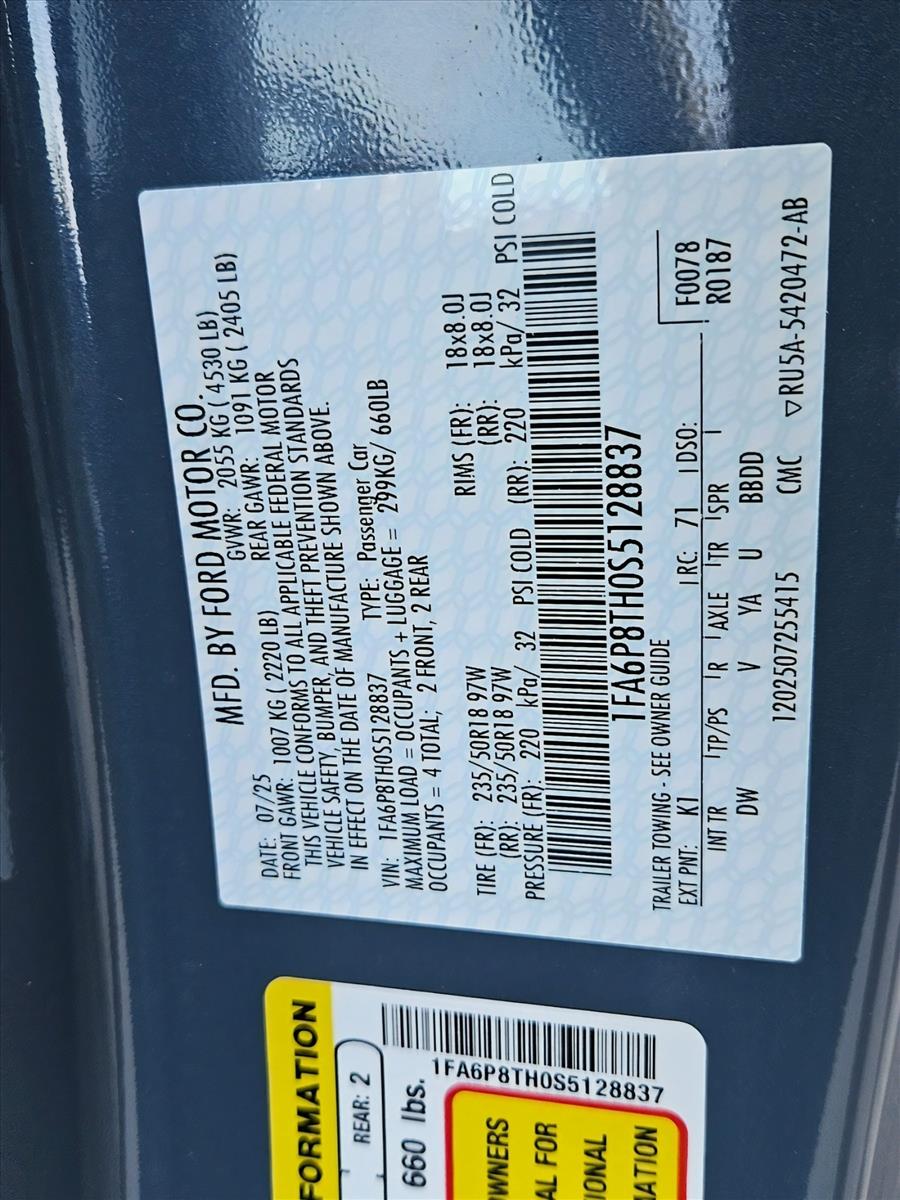 MFD. BY FORD MOTOR CO.
DATE: 07/25 GVWR: 2055 KG ( 4530 LB)
FRONT GAWR: 1007 KG ( 2220 LB) REAR GAWR: 1091 KG ( 2405 LB)
THIS VEHICLE CONFORMS TO ALL APPLICABLE FEDERAL MOTOR
VEHICLE SAFETY, BUMPER, AND THEFT PREVENTION STANDARDS
IN EFFECT ON THE DATE OF MANUFACTURE SHOWN ABOVE.
VIN: 1FA6P8TH0S5128837 TYPE: Passenger Car
MAXIMUM LOAD = OCCUPANTS + LUGGAGE = 299KG/ 660LB
OCCUPANTS = 4 TOTAL; 2 FRONT, 2 REAR
TIRE (FR): 235/50R18 97W RIMS (FR): 18x8.0J
(RR): 235/50R18 97W (RR): 18x8.0J
PRESSURE (FR): 220 kPa/ 32 PSI COLD (RR): 220 kPa/ 32 PSI COLD
1FA6P8TH0S5128837
TRAILER TOWING - SEE OWNER GUIDE F0078
EXT PNT: K1 RC: 71 DSO: R0187
INT TR TP/PS R AXLE TR SPR
DW V YA U BBDD
12025072554​15 CMC ▽RU5A-5420472-AB
FORMATION
REAR: 2
660 lbs.
1FA6P8TH0S5128837
WNERS
AL FOR
IONAL
ATION